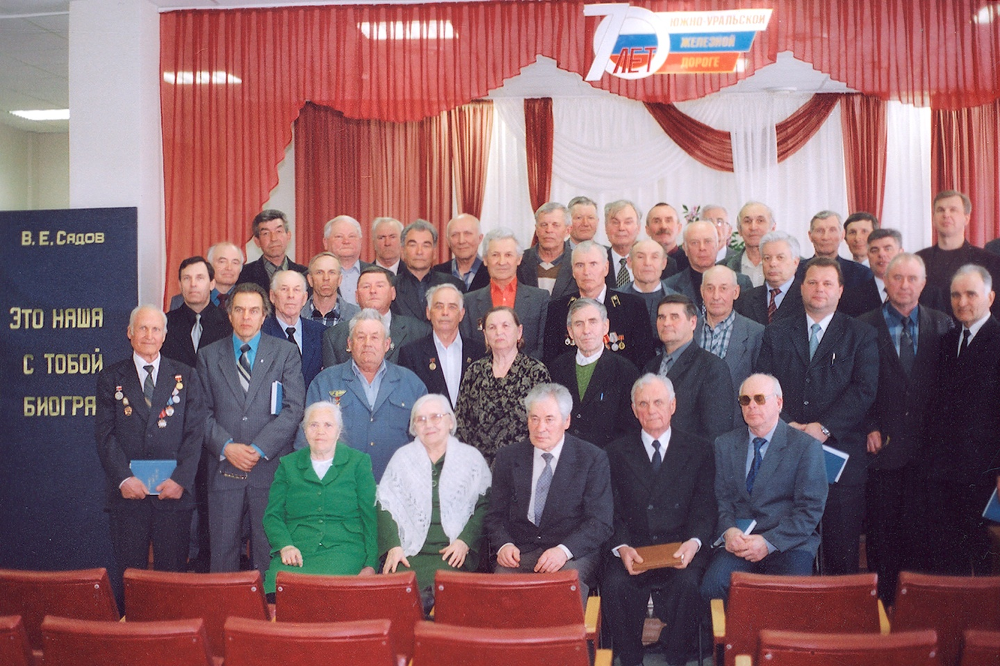 70 ЛЕТ
ЮЖНО-УРАЛЬСКОЙ
ЖЕЛЕЗНОЙ
ДОРОГЕ
В. Е. САДОВ
ЭТО НАША
С ТОБОЙ
БИОГРА